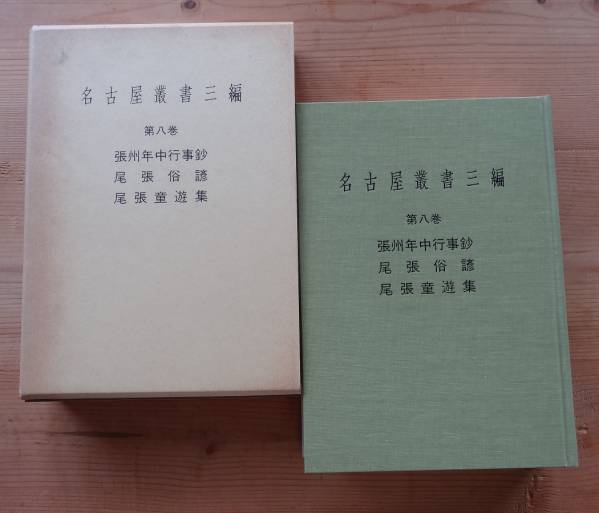 名古屋叢書三編
第八巻
張州年中行事鈔
尾張俗諺
尾張童遊集
名古屋叢書三編
第八巻
張州年中行事鈔
尾張俗諺
尾張童遊集